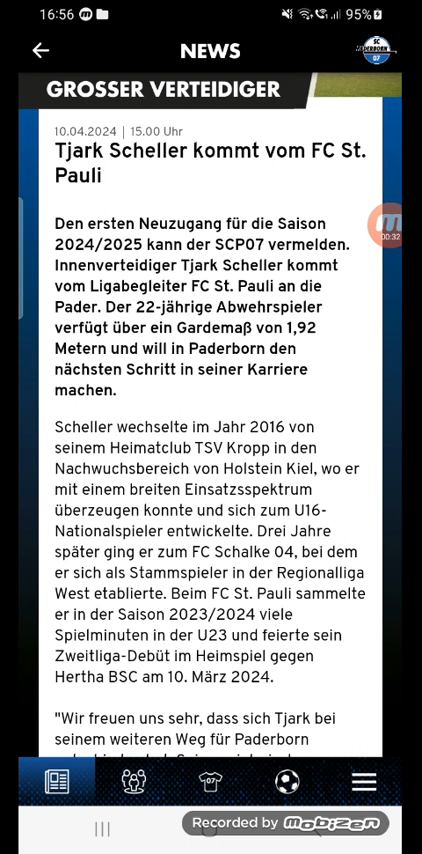 16:56
95%
NEWS
SC
PADERBORN
07
GROSSER VERTEIDIGER
10.04.2024 | 15.00 Uhr
Tjark Scheller kommt vom FC St.
Pauli
00:32
Den ersten Neuzugang für die Saison
2024/2025 kann der SCP07 vermelden.
Innenverteidiger Tjark Scheller kommt
vom Ligabegleiter FC St. Pauli an die
Pader. Der 22-jährige Abwehrspieler
verfügt über ein Gardemaß von 1,92
Metern und will in Paderborn den
nächsten Schritt in seiner Karriere
machen.
Scheller wechselte im Jahr 2016 von
seinem Heimatclub TSV Kropp in den
Nachwuchsbereich von Holstein Kiel, wo er
mit einem breiten Einsatzsspektrum
überzeugen konnte und sich zum U16-
Nationalspieler entwickelte. Drei Jahre
später ging er zum FC Schalke 04, bei dem
er sich als Stammspieler in der Regionalliga
West etablierte. Beim FC St. Pauli sammelte
er in der Saison 2023/2024 viele
Spielminuten in der U23 und feierte sein
Zweitliga-Debüt im Heimspiel gegen
Hertha BSC am 10. März 2024.
"Wir freuen uns sehr, dass sich Tjark bei
seinem weiteren Weg für Paderborn
07
Recorded by mobizen